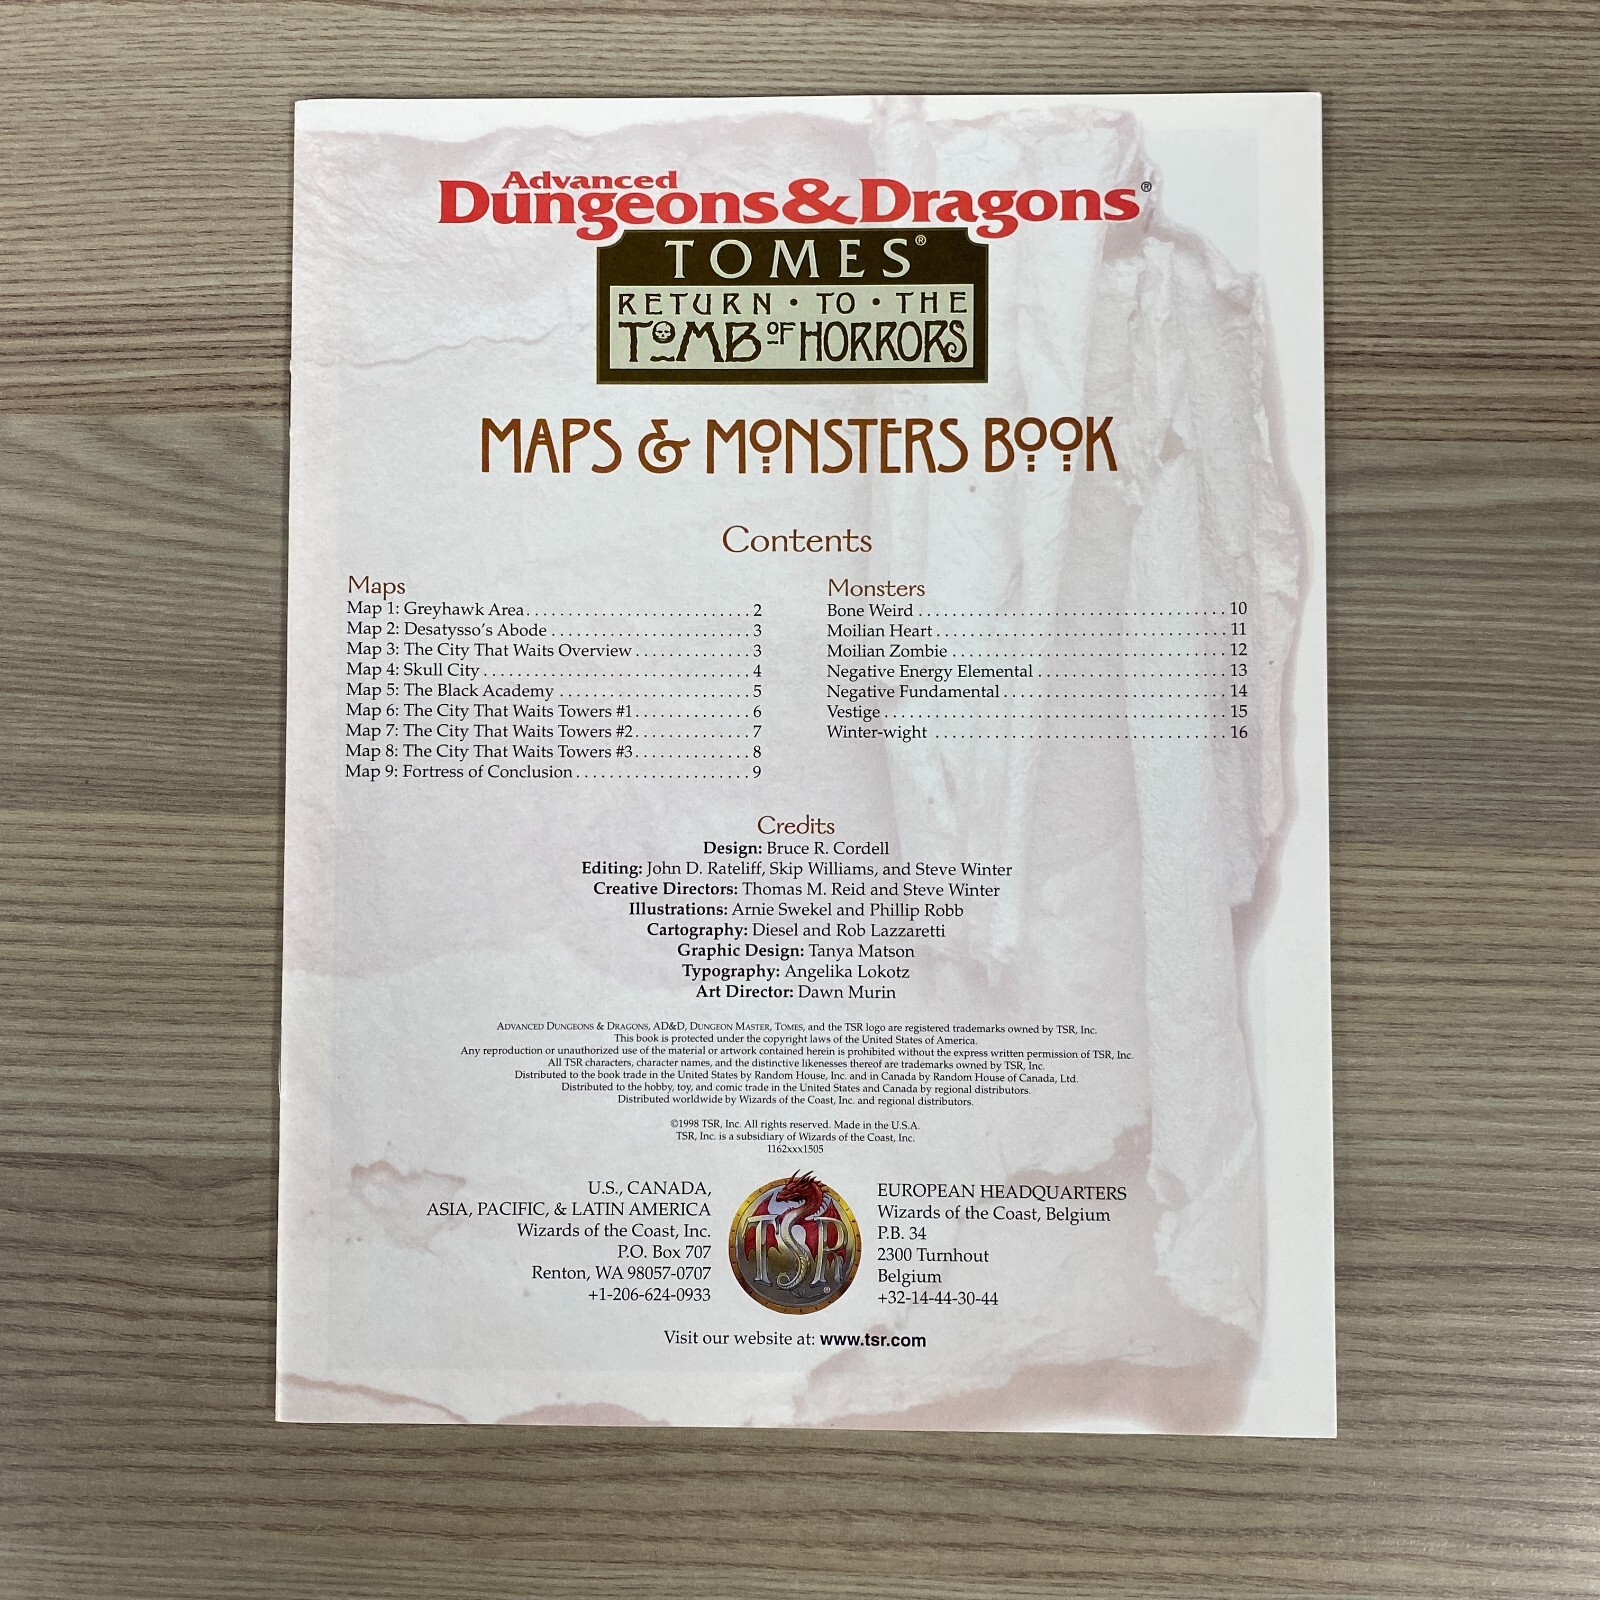 Advanced
Dungeons & Dragons®
TOMES®
RETURN · TO · THE
TOMB OF HORRORS
MAPS & MONSTERS BOOK
Contents
Maps
Map 1: Greyhawk Area . . . . . . . . . . . . . . . . . . . . . . . . . . . 2
Map 2: Desatysso's Abode . . . . . . . . . . . . . . . . . . . . . . . . 3
Map 3: The City That Waits Overview . . . . . . . . . . . . . . 3
Map 4: Skull City . . . . . . . . . . . . . . . . . . . . . . . . . . . . . . . . 4
Map 5: The Black Academy . . . . . . . . . . . . . . . . . . . . . . . 5
Map 6: The City That Waits Towers #1 . . . . . . . . . . . . . . 6
Map 7: The City That Waits Towers #2 . . . . . . . . . . . . . . 7
Map 8: The City That Waits Towers #3 . . . . . . . . . . . . . . 8
Map 9: Fortress of Conclusion . . . . . . . . . . . . . . . . . . . . . 9
Monsters
Bone Weird . . . . . . . . . . . . . . . . . . . . . . . . . . . . . . . . . . . . . 10
Moilian Heart . . . . . . . . . . . . . . . . . . . . . . . . . . . . . . . . . . . 11
Moilian Zombie . . . . . . . . . . . . . . . . . . . . . . . . . . . . . . . . . 12
Negative Energy Elemental . . . . . . . . . . . . . . . . . . . . . . . 13
Negative Fundamental . . . . . . . . . . . . . . . . . . . . . . . . . . . 14
Vestige . . . . . . . . . . . . . . . . . . . . . . . . . . . . . . . . . . . . . . . . . 15
Winter-wight . . . . . . . . . . . . . . . . . . . . . . . . . . . . . . . . . . . 16
Credits
Design: Bruce R. Cordell
Editing: John D. Rateliff, Skip Williams, and Steve Winter
Creative Directors: Thomas M. Reid and Steve Winter
Illustrations: Arnie Swekel and Phillip Robb
Cartography: Diesel and Rob Lazzaretti
Graphic Design: Tanya Matson
Typography: Angelika Lokotz
Art Director: Dawn Murin
ADVANCED DUNGEONS & DRAGONS, AD&D, DUNGEON MASTER, TOMES, and the TSR logo are registered trademarks owned by TSR, Inc.
This book is protected under the copyright laws of the United States of America.
Any reproduction or unauthorized use of the material or artwork contained herein is prohibited without the express written permission of TSR, Inc.
All TSR characters, character names, and the distinctive likenesses thereof are trademarks owned by TSR, Inc.
Distributed to the book trade in the United States by Random House, Inc. and in Canada by Random House of Canada, Ltd.
Distributed to the hobby, toy, and comic trade in the United States and Canada by regional distributors.
Distributed worldwide by Wizards of the Coast, Inc. and regional distributors.
©1998 TSR, Inc. All rights reserved. Made in the U.S.A.
TSR, Inc. is a subsidiary of Wizards of the Coast, Inc.
1162xxx1505
U.S., CANADA,
ASIA, PACIFIC, & LATIN AMERICA
Wizards of the Coast, Inc.
P.O. Box 707
Renton, WA 98057-0707
+1-206-624-0933
TSR®
EUROPEAN HEADQUARTERS
Wizards of the Coast, Belgium
P.B. 34
2300 Turnhout
Belgium
+32-14-44-30-44
Visit our website at: www.tsr.com